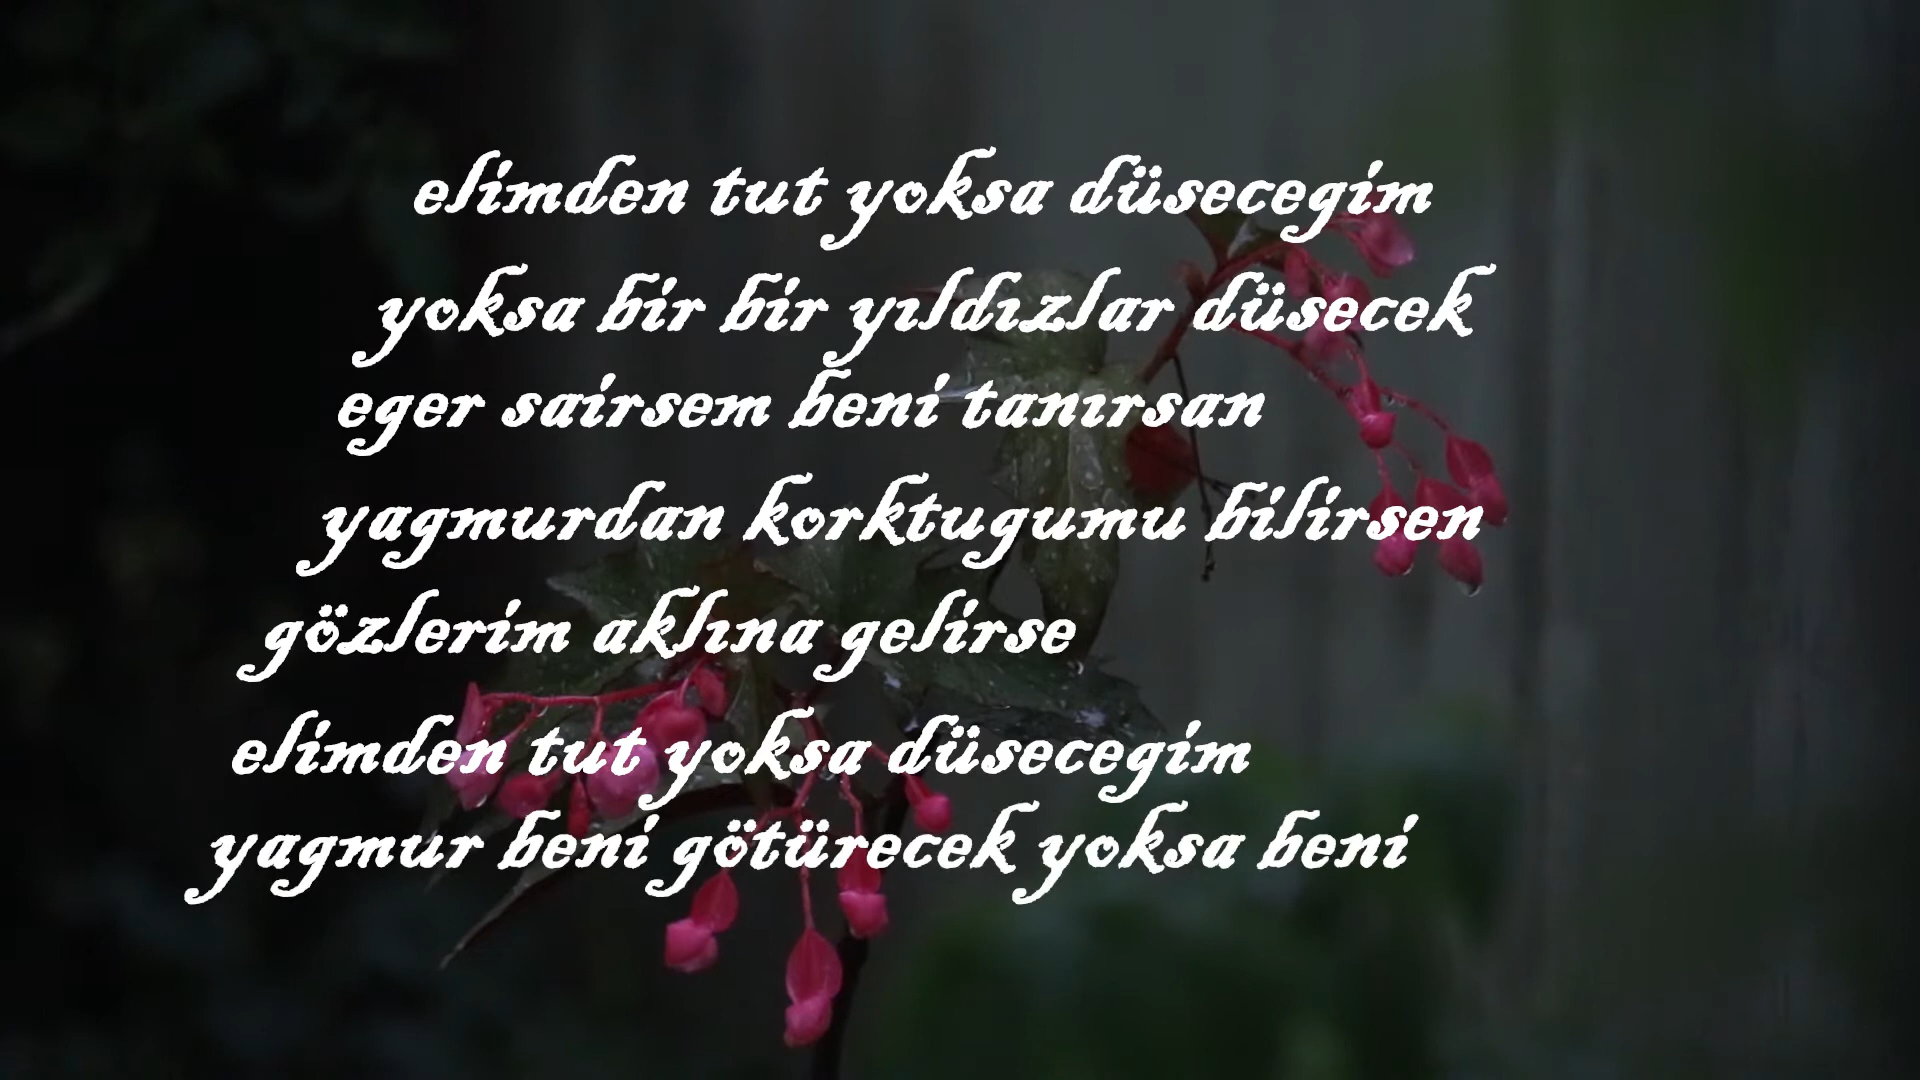 elimden tut yoksa düsecegim
yoksa bir bir yıldızlar düsecek
eger sairsem beni tanırsan
yagmurdan korktugumu bilirsen
gözlerim aklına gelirse
elimden tut yoksa düsecegim
yagmur beni götürecek yoksa beni